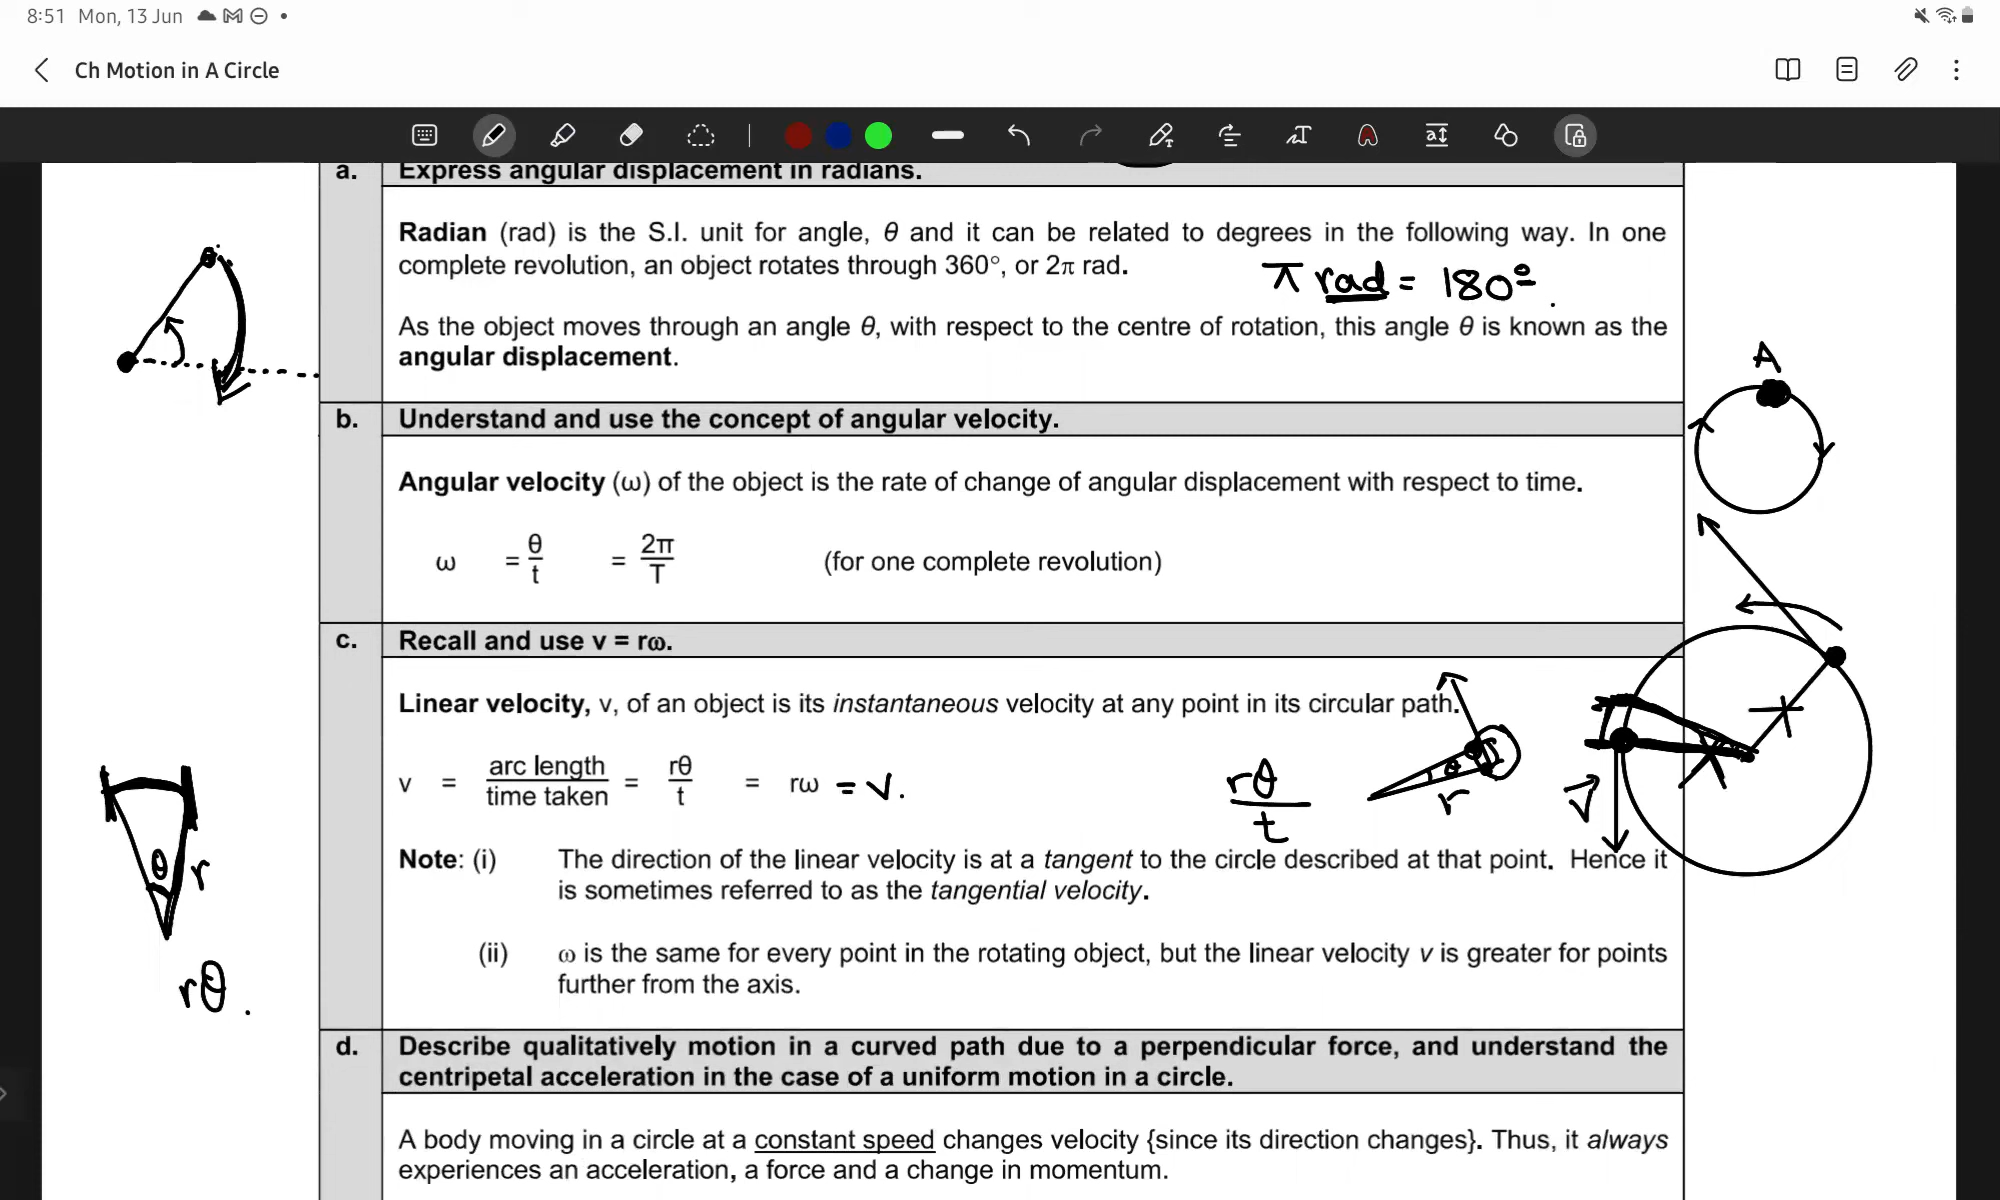 8:51 Mon, 13 Jun
Ch Motion in A Circle
a. Express angular displacement in radians.
Radian (rad) is the S.I. unit for angle, θ and it can be related to degrees in the following way. In one
complete revolution, an object rotates through 360°, or 2π rad.
π rad = 180°.
As the object moves through an angle θ, with respect to the centre of rotation, this angle θ is known as the
angular displacement.
A
b. Understand and use the concept of angular velocity.
Angular velocity (ω) of the object is the rate of change of angular displacement with respect to time.
ω = θ/t = 2π/T (for one complete revolution)
c. Recall and use v = rω.
Linear velocity, v, of an object is its instantaneous velocity at any point in its circular path.
v = arc length/time taken = rθ/t = rω = v.
rθ/t
θ
r
v
θ r
rθ.
Note: (i) The direction of the linear velocity is at a tangent to the circle described at that point. Hence it
is sometimes referred to as the tangential velocity.
(ii) ω is the same for every point in the rotating object, but the linear velocity v is greater for points
further from the axis.
d. Describe qualitatively motion in a curved path due to a perpendicular force, and understand the
centripetal acceleration in the case of a uniform motion in a circle.
A body moving in a circle at a constant speed changes velocity {since its direction changes}. Thus, it always
experiences an acceleration, a force and a change in momentum.